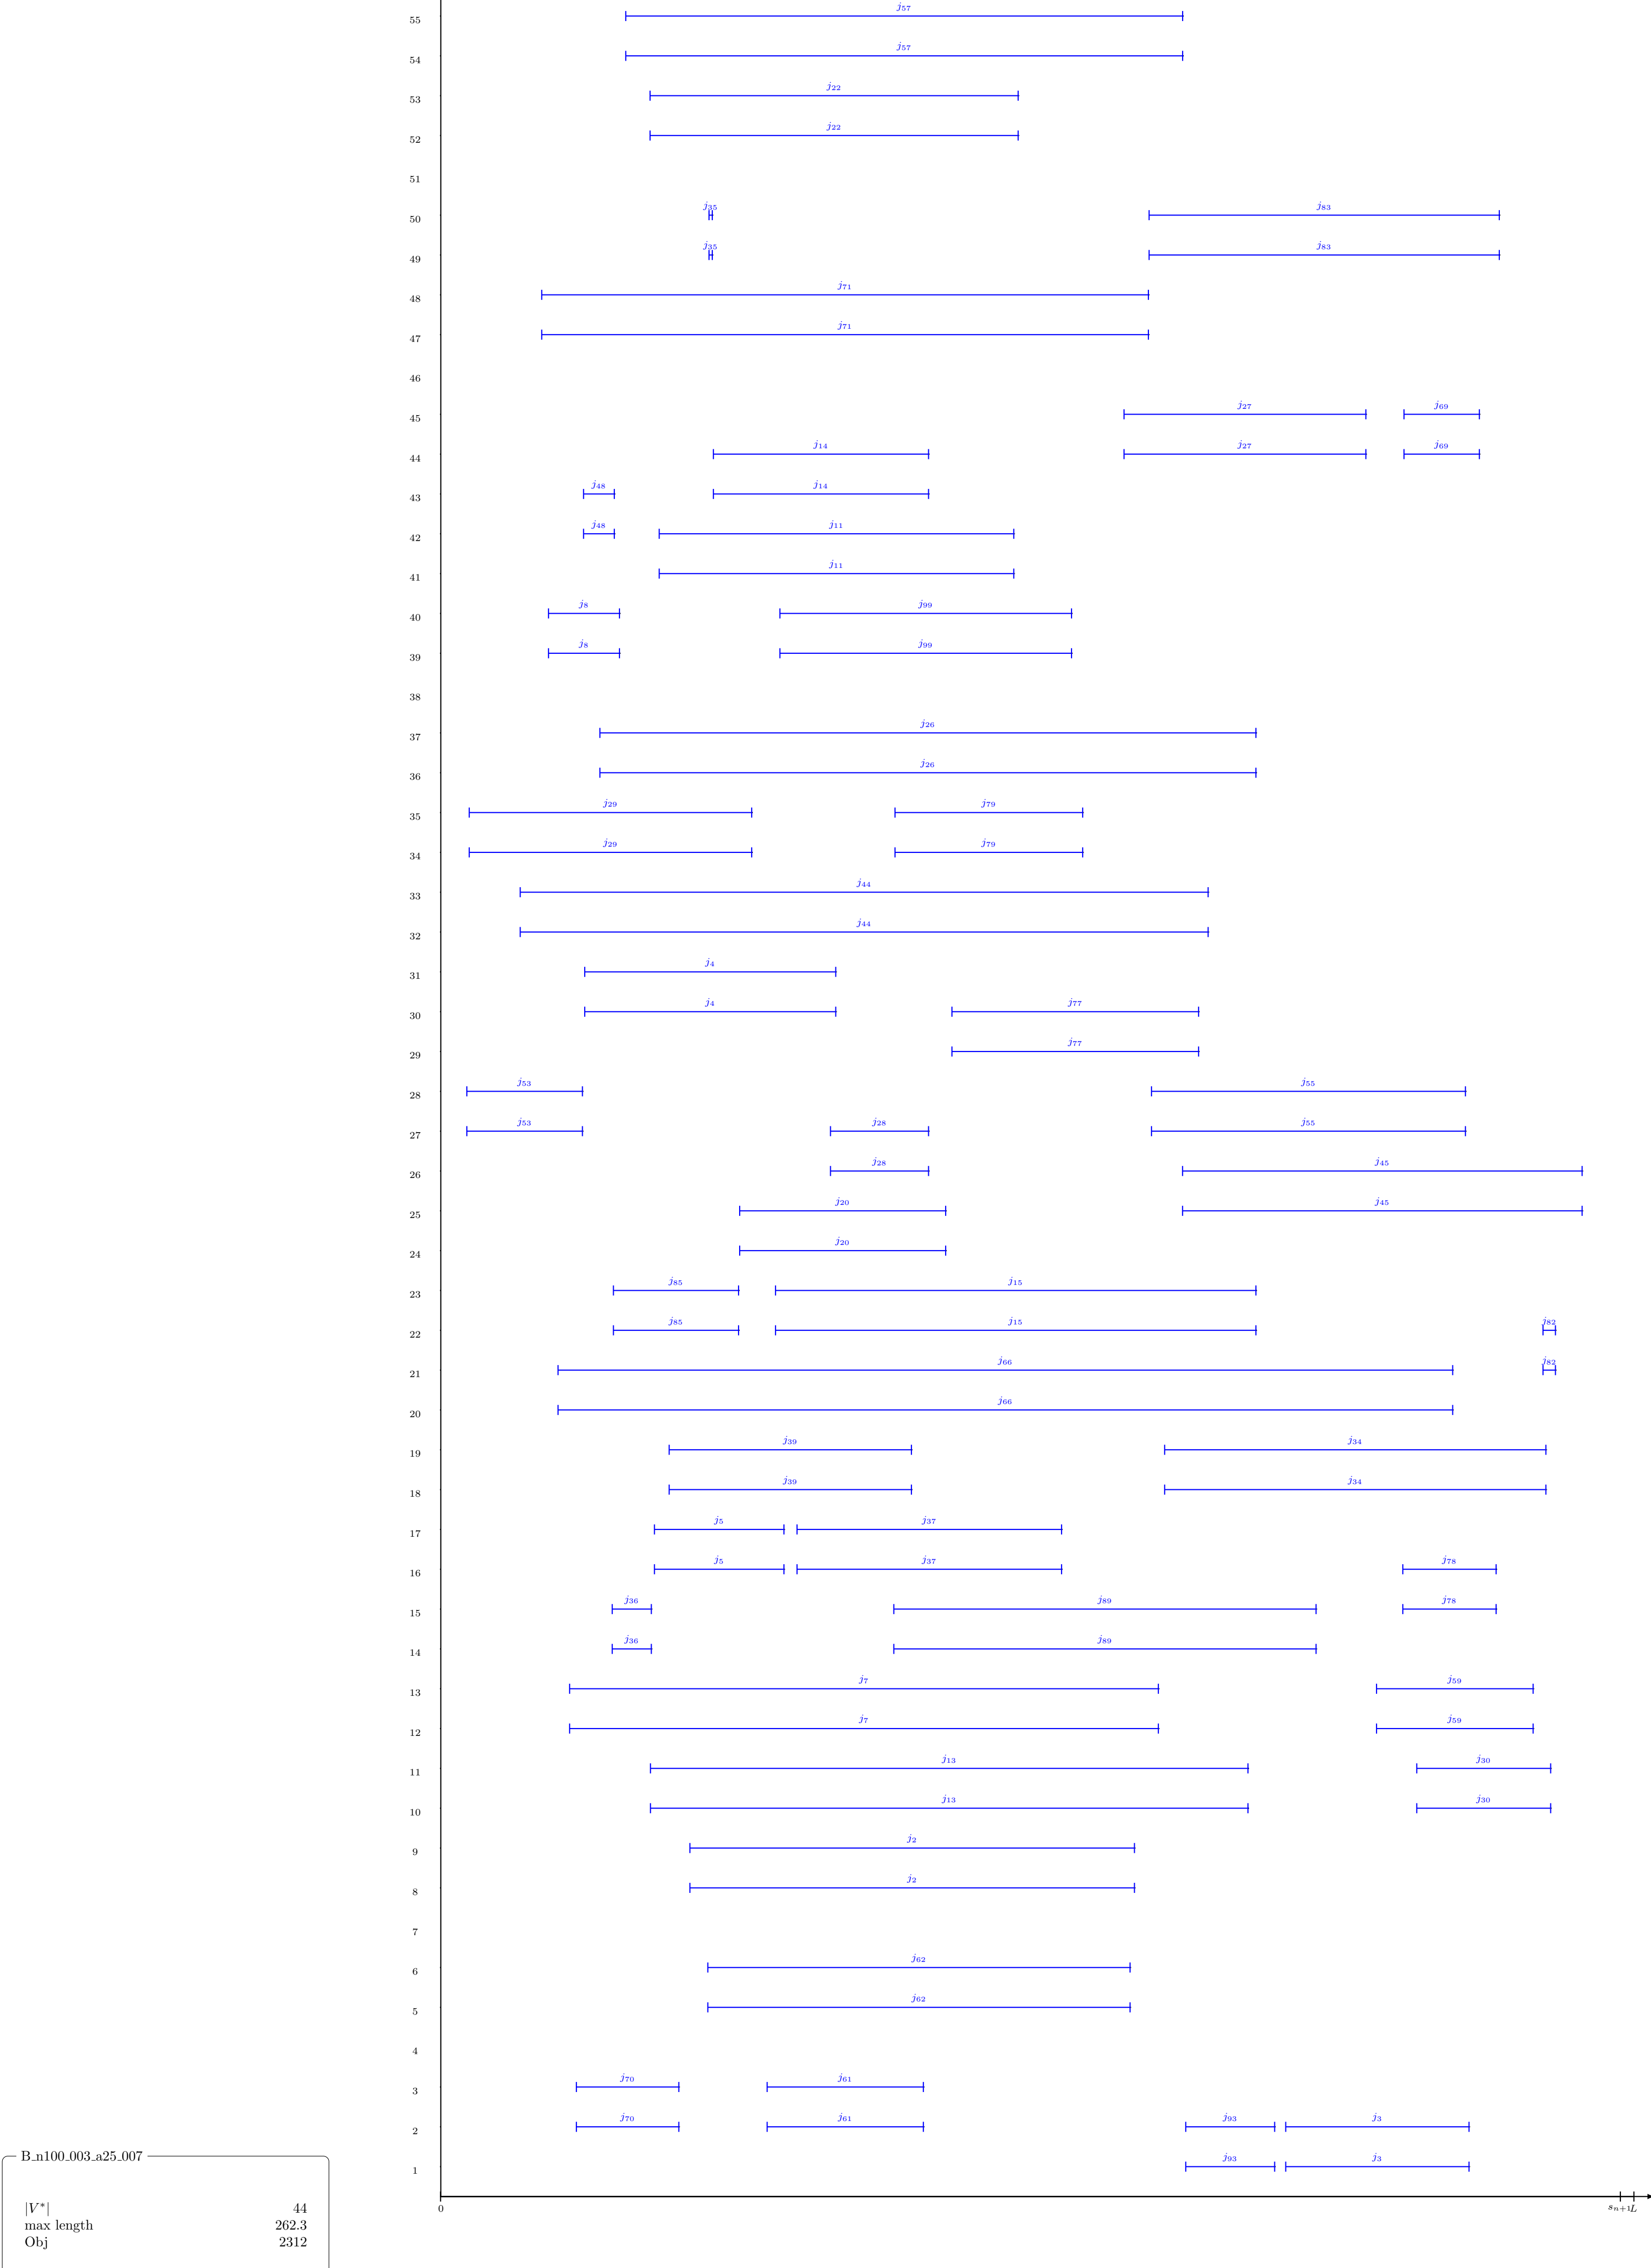 j57
55
j57
54
j22
53
j22
52
51
j35 j83
50
j35 j83
49
j71
48
j71
47
46
j27 j69
45
j14 j27 j69
44
j48 j14
43
j48 j11
42
j11
41
j8 j99
40
j8 j99
39
38
j26
37
j26
36
j29 j79
35
j29 j79
34
j44
33
j44
32
j4
31
j4 j77
30
j77
29
j53 j55
28
j53 j28 j55
27
j28 j45
26
j20 j45
25
j20
24
j85 j15
23
j85 j15 j82
22
j66 j82
21
j66
20
j39 j34
19
j39 j34
18
j5 j37
17
j5 j37 j78
16
j36 j89 j78
15
j36 j89
14
j7 j59
13
j7 j59
12
j13 j30
11
j13 j30
10
j2
9
j2
8
7
j62
6
j62
5
4
j70 j61
3
j70 j61 j93 j3
2
j93 j3
1
0 sn+1 L
B_n100_003_a25_007
|V*| 44
max length 262.3
Obj 2312